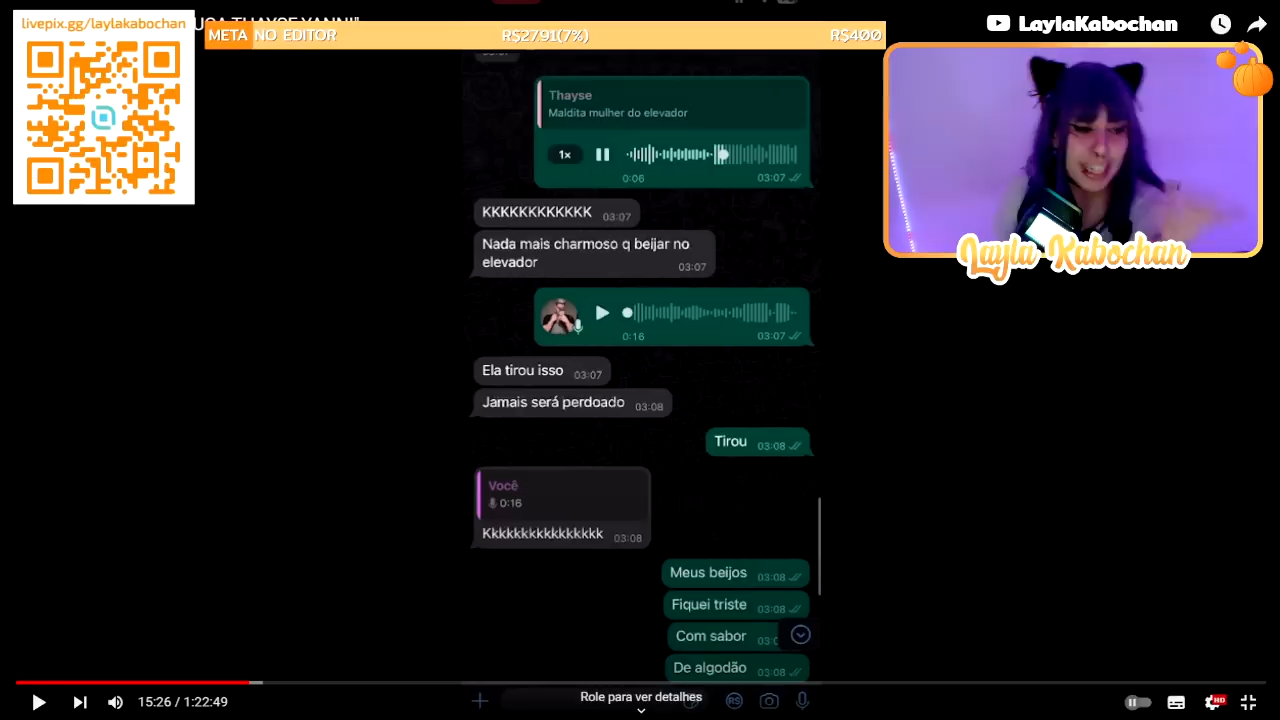 livepix.gg/laylakabochan
META NO EDITOR
R$27.91(7%)
R$400
LaylaKabochan
Thayse
Maldita mulher do elevador
1x
0:06
03:07
KKKKKKKKKKKK 03:07
Nada mais charmoso q beijar no
elevador
03:07
0:16
03:07
Ela tirou isso 03:07
Jamais será perdoado 03:08
Tirou 03:08
Você
0:16
Kkkkkkkkkkkkkkkk 03:08
Meus beijos 03:08
Fiquei triste 03:08
Com sabor
De algodão 03:08
Layla Kabochan
15:26 / 1:22:49
Role para ver detalhes
RS
HD